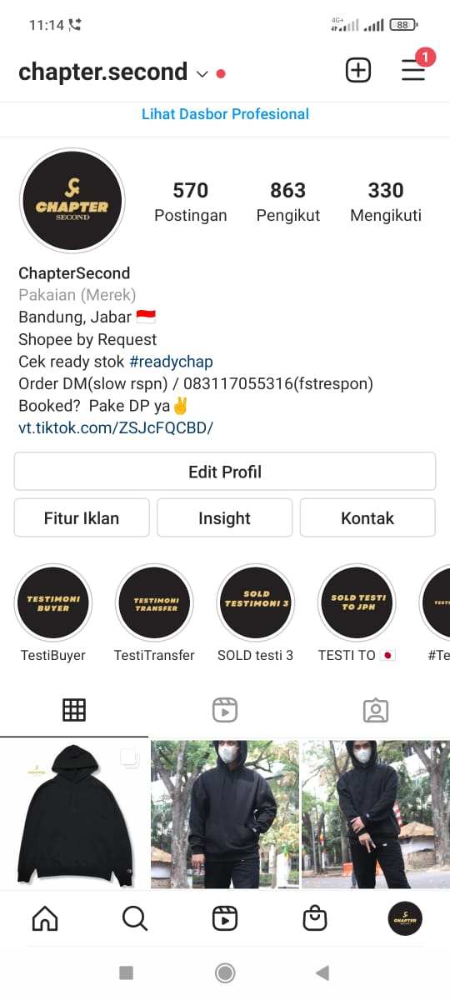 11:14
4G+
88
chapter.second
1
Lihat Dasbor Profesional
CHAPTER
SECOND
570
863
330
Postingan
Pengikut
Mengikuti
ChapterSecond
Pakaian (Merek)
Bandung, Jabar 🇮🇩
Shopee by Request
Cek ready stok #readychap
Order DM(slow rspn) / 083117055316(fstrespon)
Booked?  Pake DP ya✌️
vt.tiktok.com/ZSJcFQCBD/
Edit Profil
Fitur Iklan
Insight
Kontak
TESTIMONI
BUYER
TESTIMONI
TRANSFER
SOLD
TESTIMONI 3
SOLD TESTI
TO JPN
TestiBuyer
TestiTransfer
SOLD testi 3
TESTI TO 🇯🇵
#Te
CHAPTER
CHAPTER